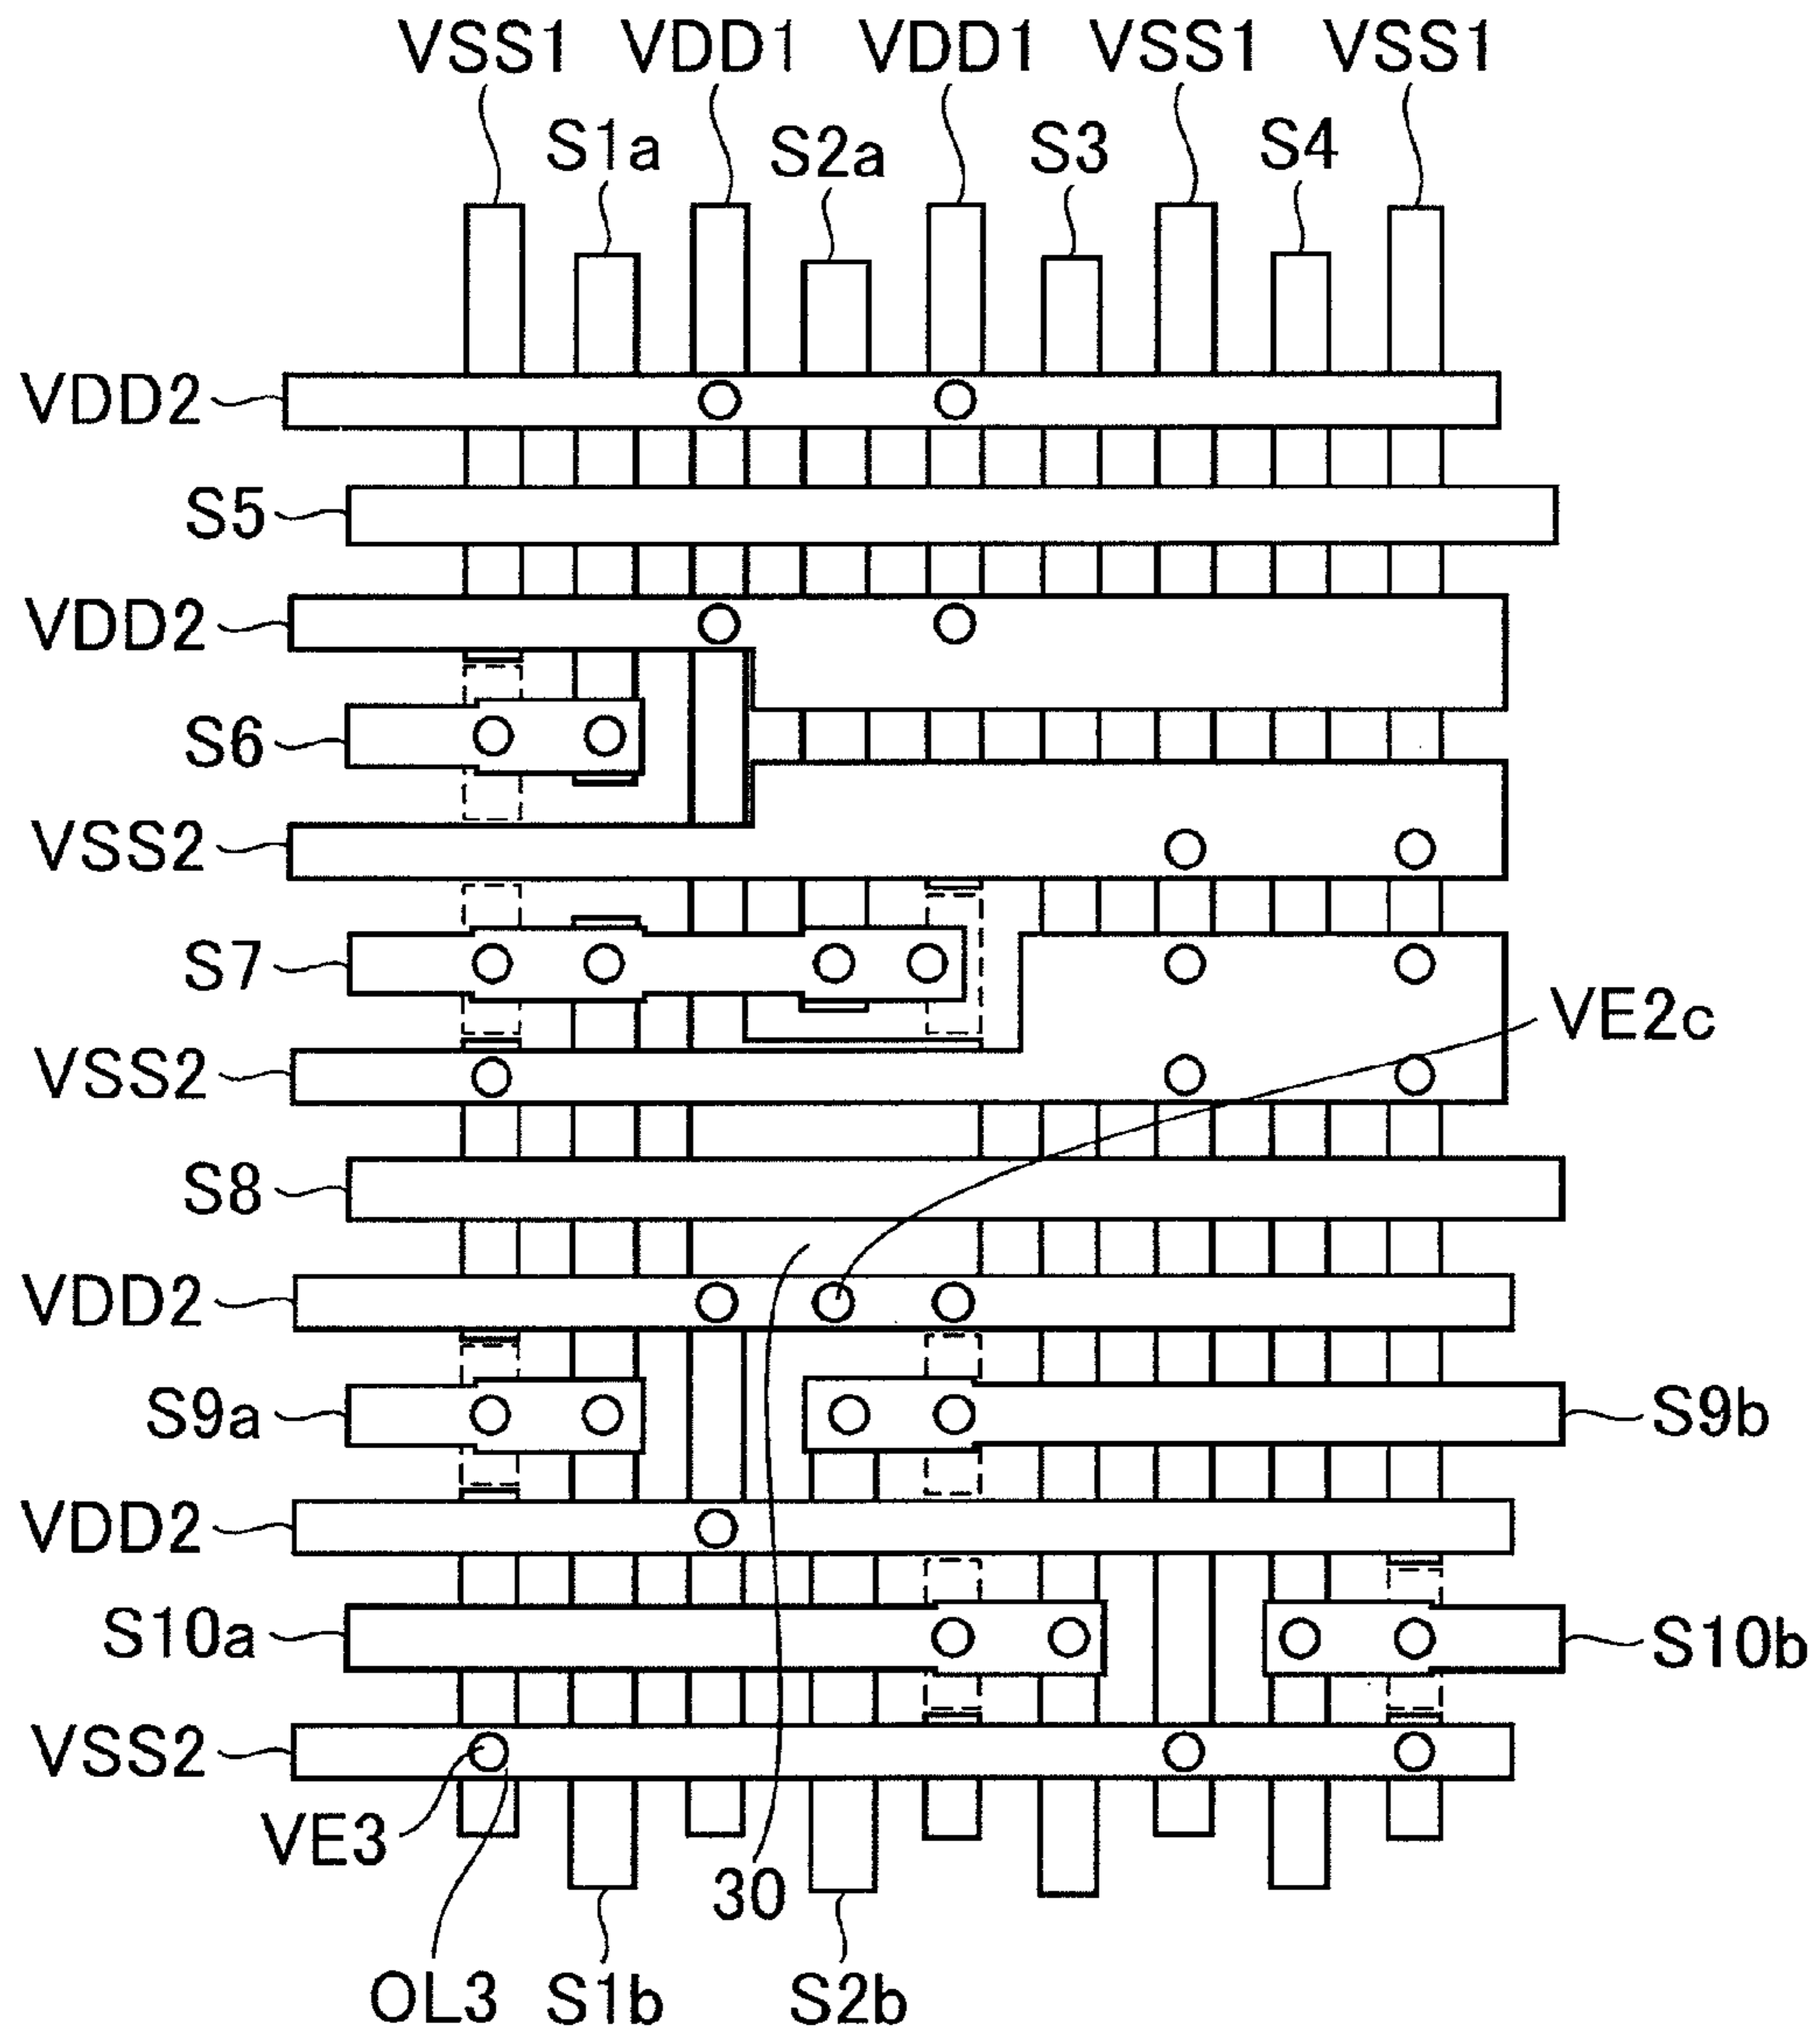 VSS1 VDD1 VDD1 VSS1 VSS1
S1a S2a S3 S4
VDD2
S5
VDD2
S6
VSS2
S7
VE2c
VSS2
S8
VDD2
S9a S9b
VDD2
S10a S10b
VSS2
VE3
30
OL3 S1b S2b